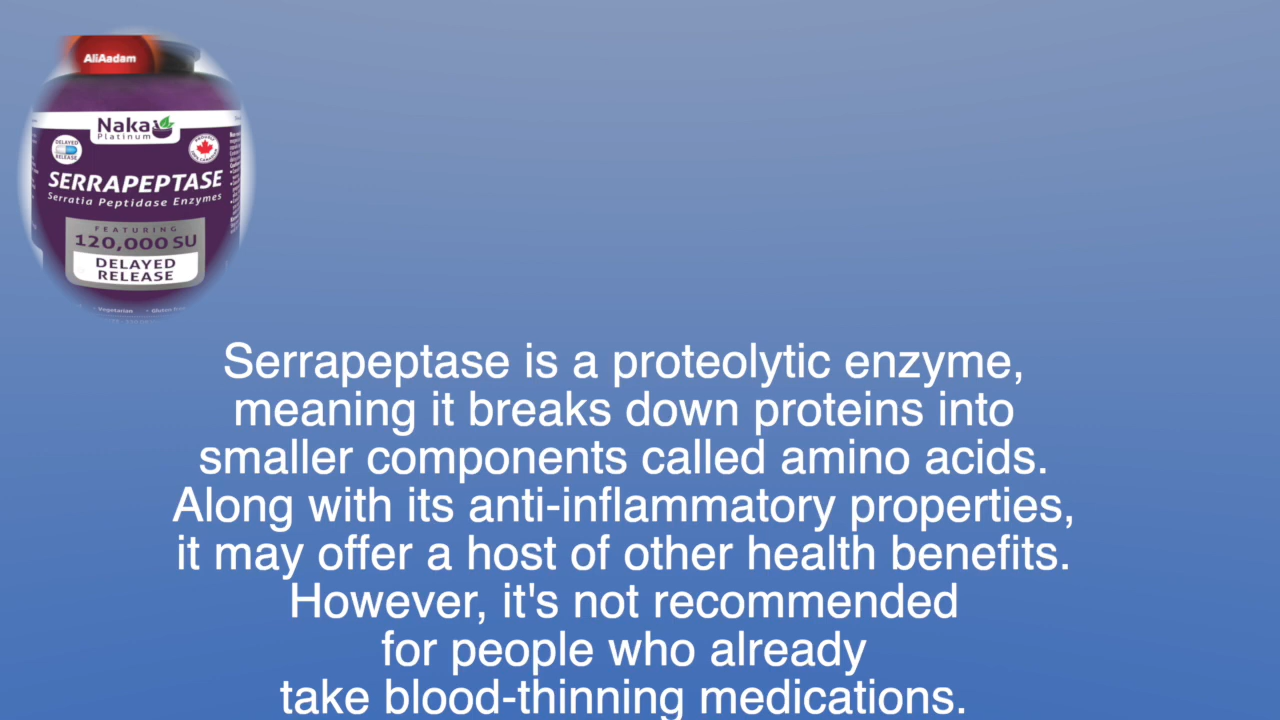 AliAadam
Naka
Platinum
DELAYED
RELEASE
SERRAPEPTASE
Serratia Peptidase Enzymes
FEATURING
120,000 SU
DELAYED
RELEASE
Vegetarian
Serrapeptase is a proteolytic enzyme,
meaning it breaks down proteins into
smaller components called amino acids.
Along with its anti-inflammatory properties,
it may offer a host of other health benefits.
However, it's not recommended
for people who already
take blood-thinning medications.